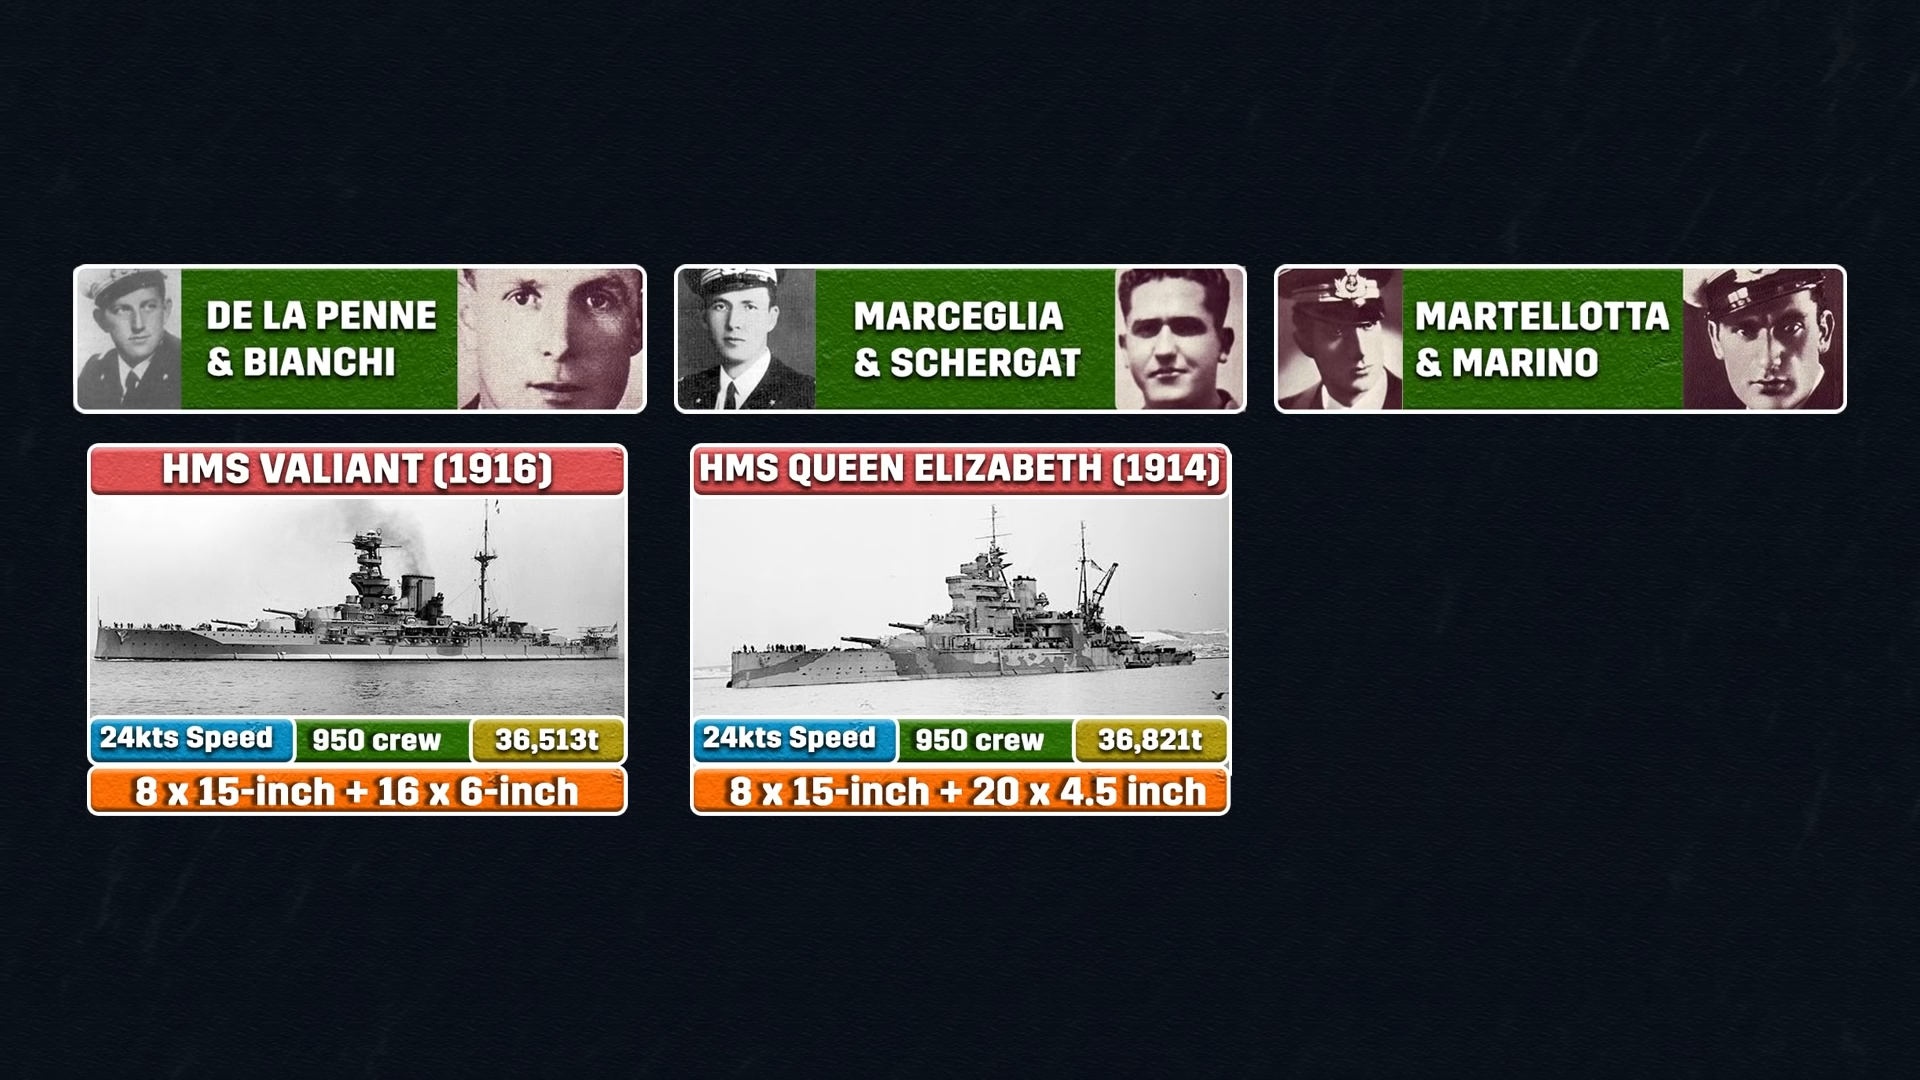 DE LA PENNE
& BIANCHI
MARCEGLIA
& SCHERGAT
MARTELLOTTA
& MARINO
HMS VALIANT (1916)
24kts Speed
950 crew
36,513t
8 x 15-inch + 16 x 6-inch
HMS QUEEN ELIZABETH (1914)
24kts Speed
950 crew
36,821t
8 x 15-inch + 20 x 4.5 inch